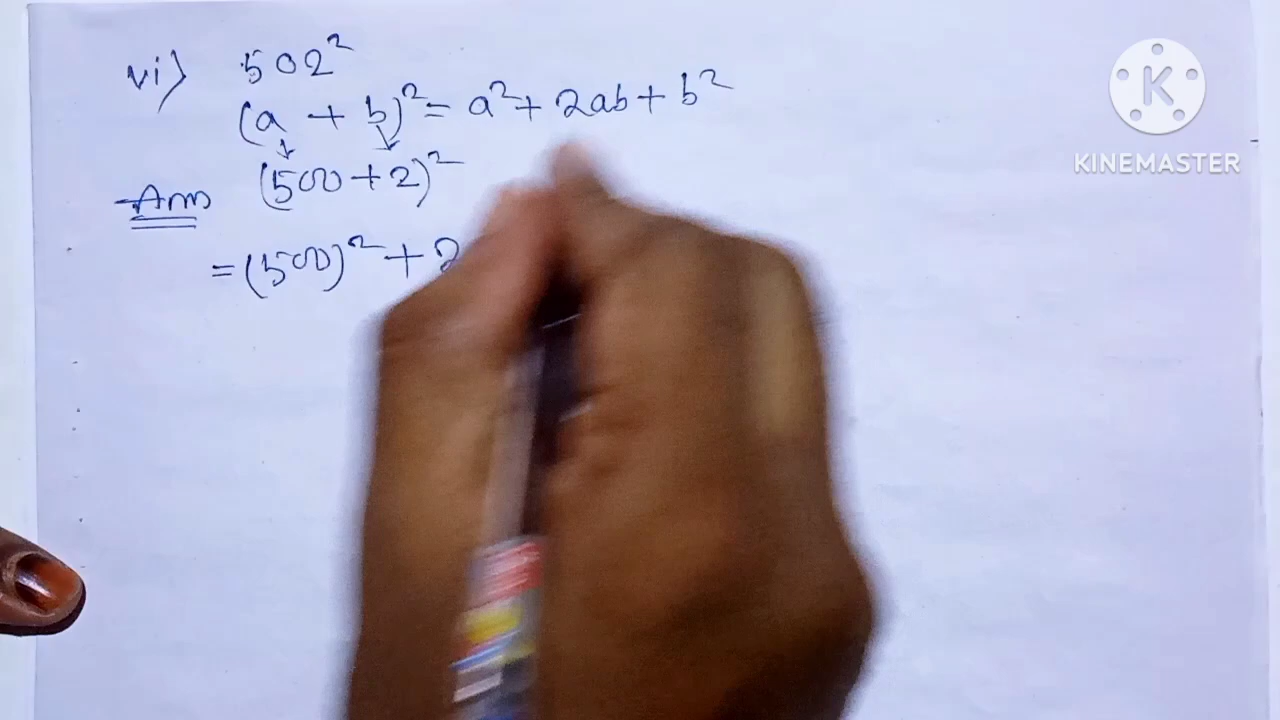 vi) 502²
(a + b)² = a² + 2ab + b²
Ans (500 + 2)²
= (500)² + 2
KINEMASTER